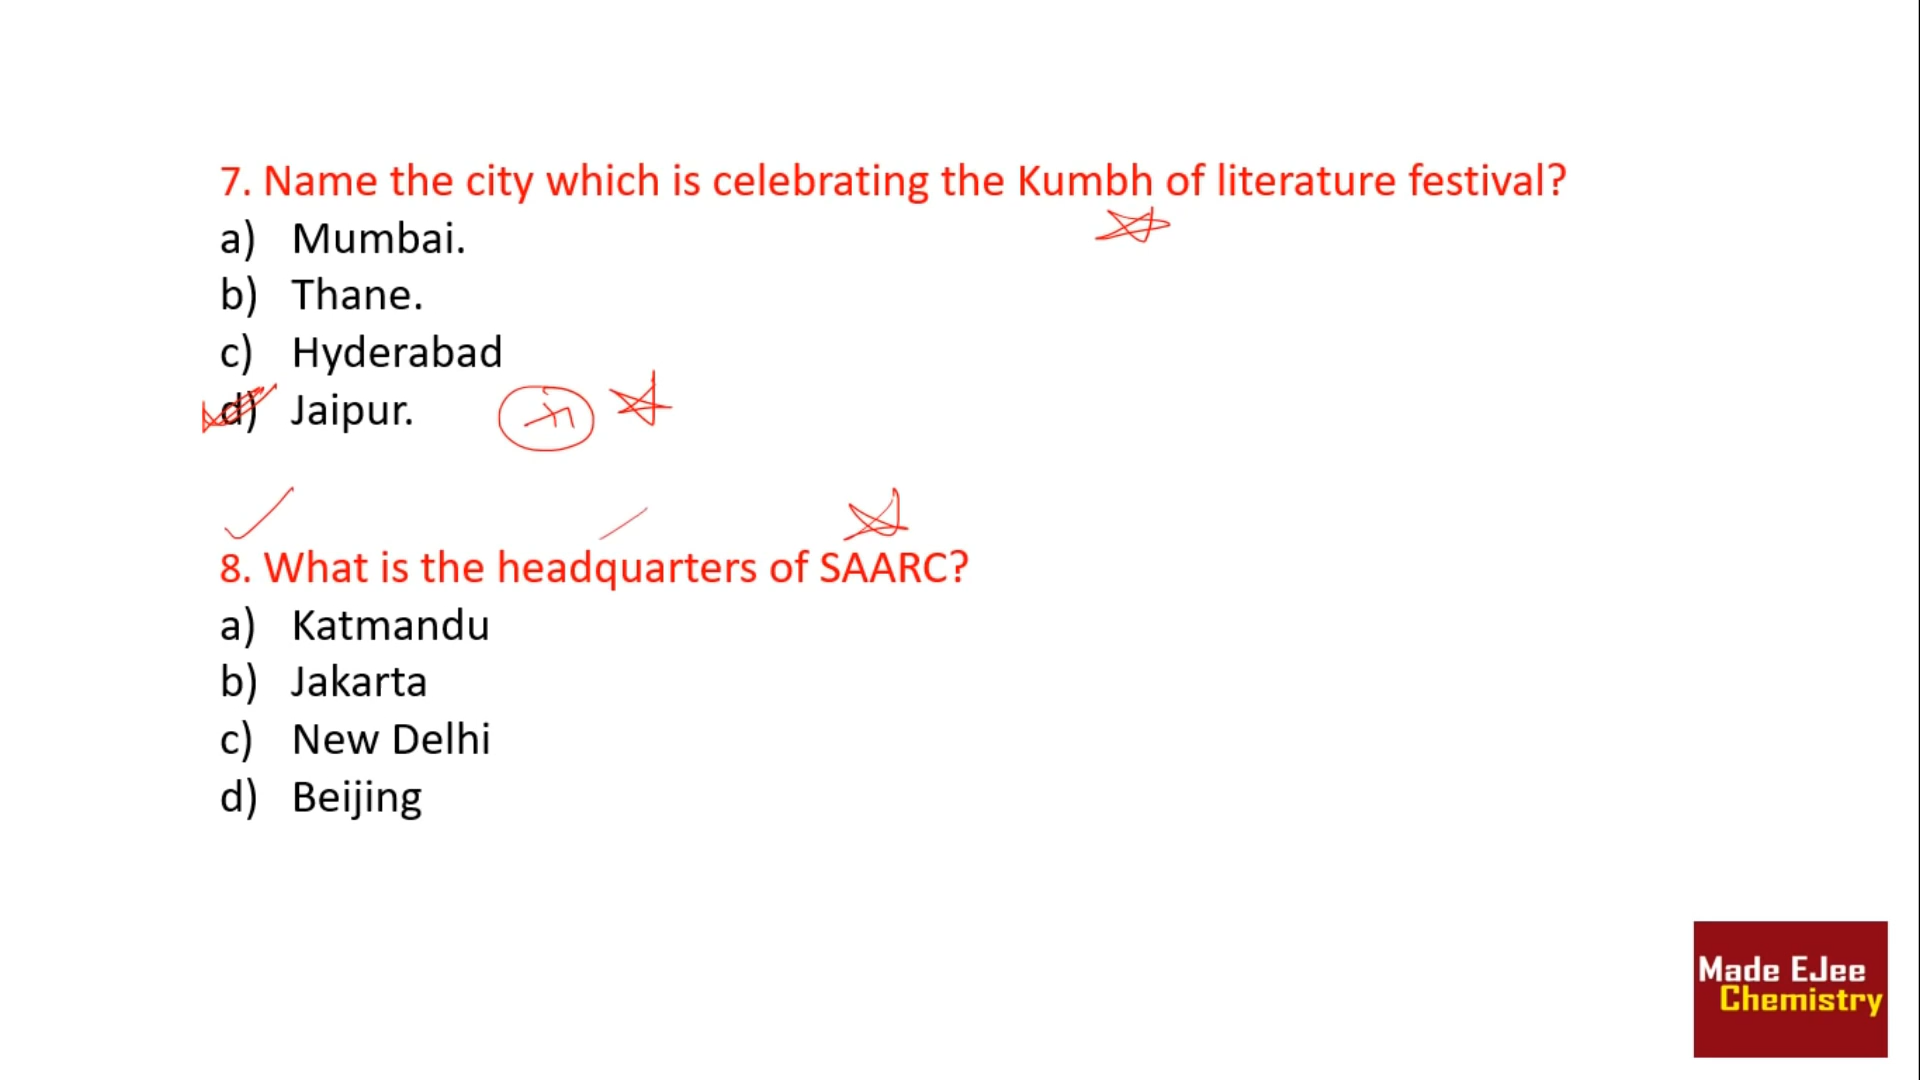 7. Name the city which is celebrating the Kumbh of literature festival?
a) Mumbai.
b) Thane.
c) Hyderabad
d) Jaipur.
8. What is the headquarters of SAARC?
a) Katmandu
b) Jakarta
c) New Delhi
d) Beijing
Made EJee
Chemistry